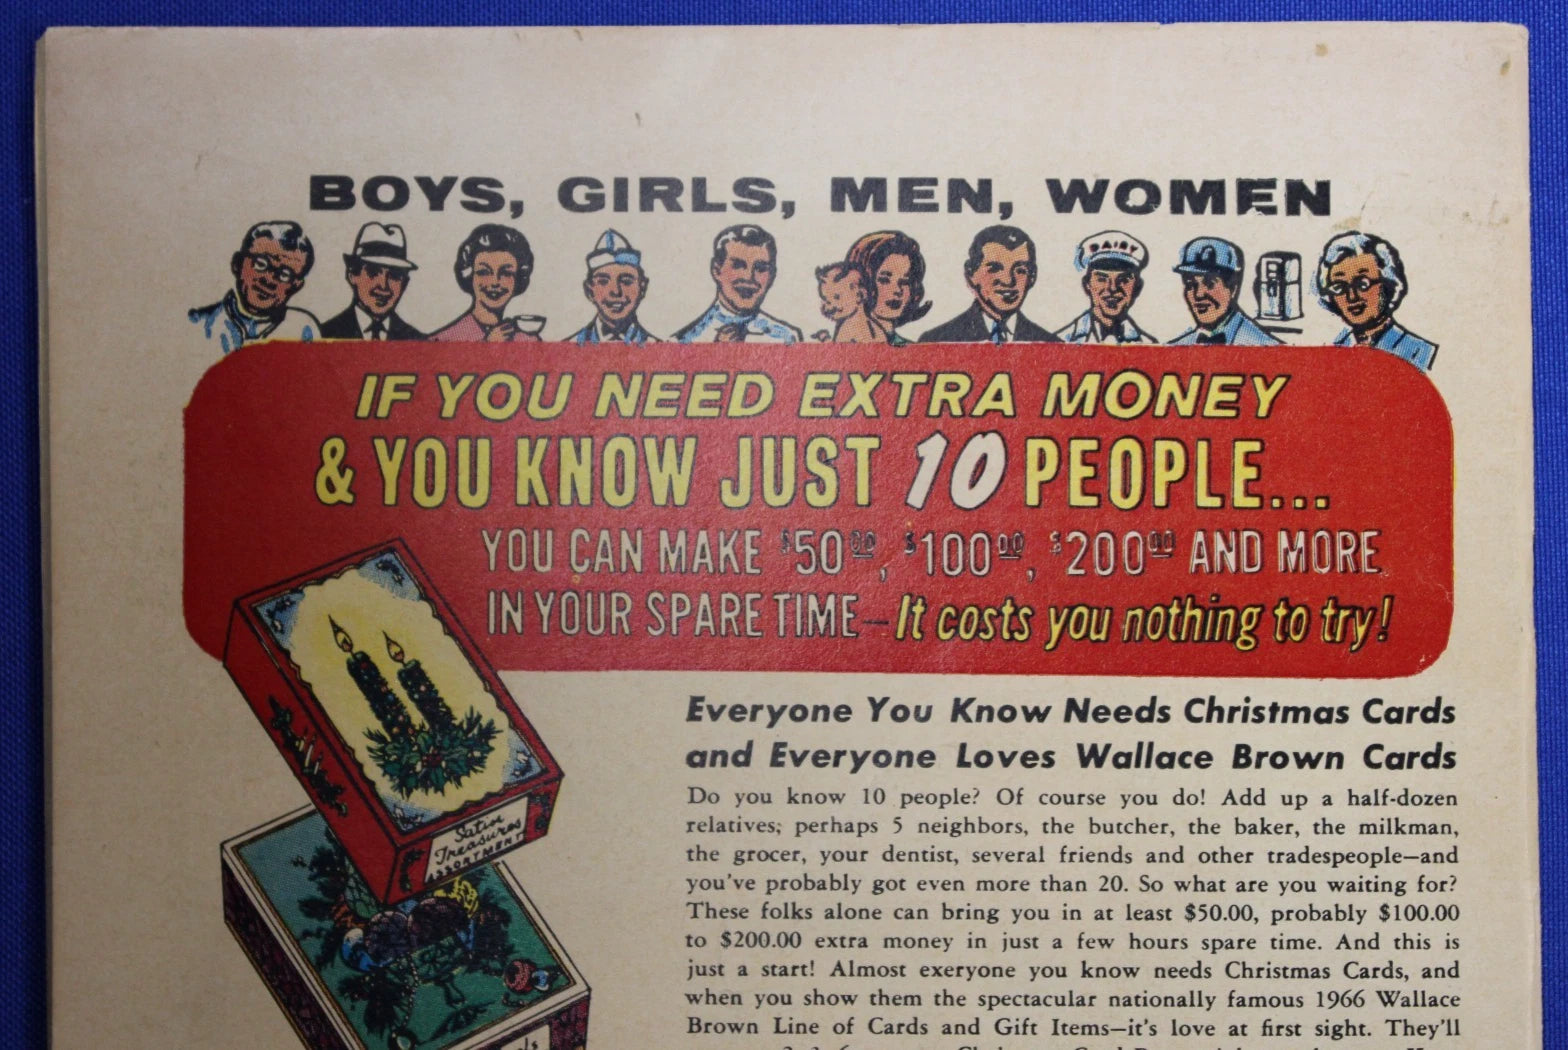 BOYS, GIRLS, MEN, WOMEN
DAIRY
IF YOU NEED EXTRA MONEY
& YOU KNOW JUST 10 PEOPLE...
YOU CAN MAKE $50.00, $100.00, $200.00 AND MORE
IN YOUR SPARE TIME—It costs you nothing to try!
Satin
Treasures
ASSORTMENT
Everyone You Know Needs Christmas Cards
and Everyone Loves Wallace Brown Cards
Do you know 10 people? Of course you do! Add up a half-dozen
relatives; perhaps 5 neighbors, the butcher, the baker, the milkman,
the grocer, your dentist, several friends and other tradespeople—and
you've probably got even more than 20. So what are you waiting for?
These folks alone can bring you in at least $50.00, probably $100.00
to $200.00 extra money in just a few hours spare time. And this is
just a start! Almost exeryone you know needs Christmas Cards, and
when you show them the spectacular nationally famous 1966 Wallace
Brown Line of Cards and Gift Items—it's love at first sight. They'll